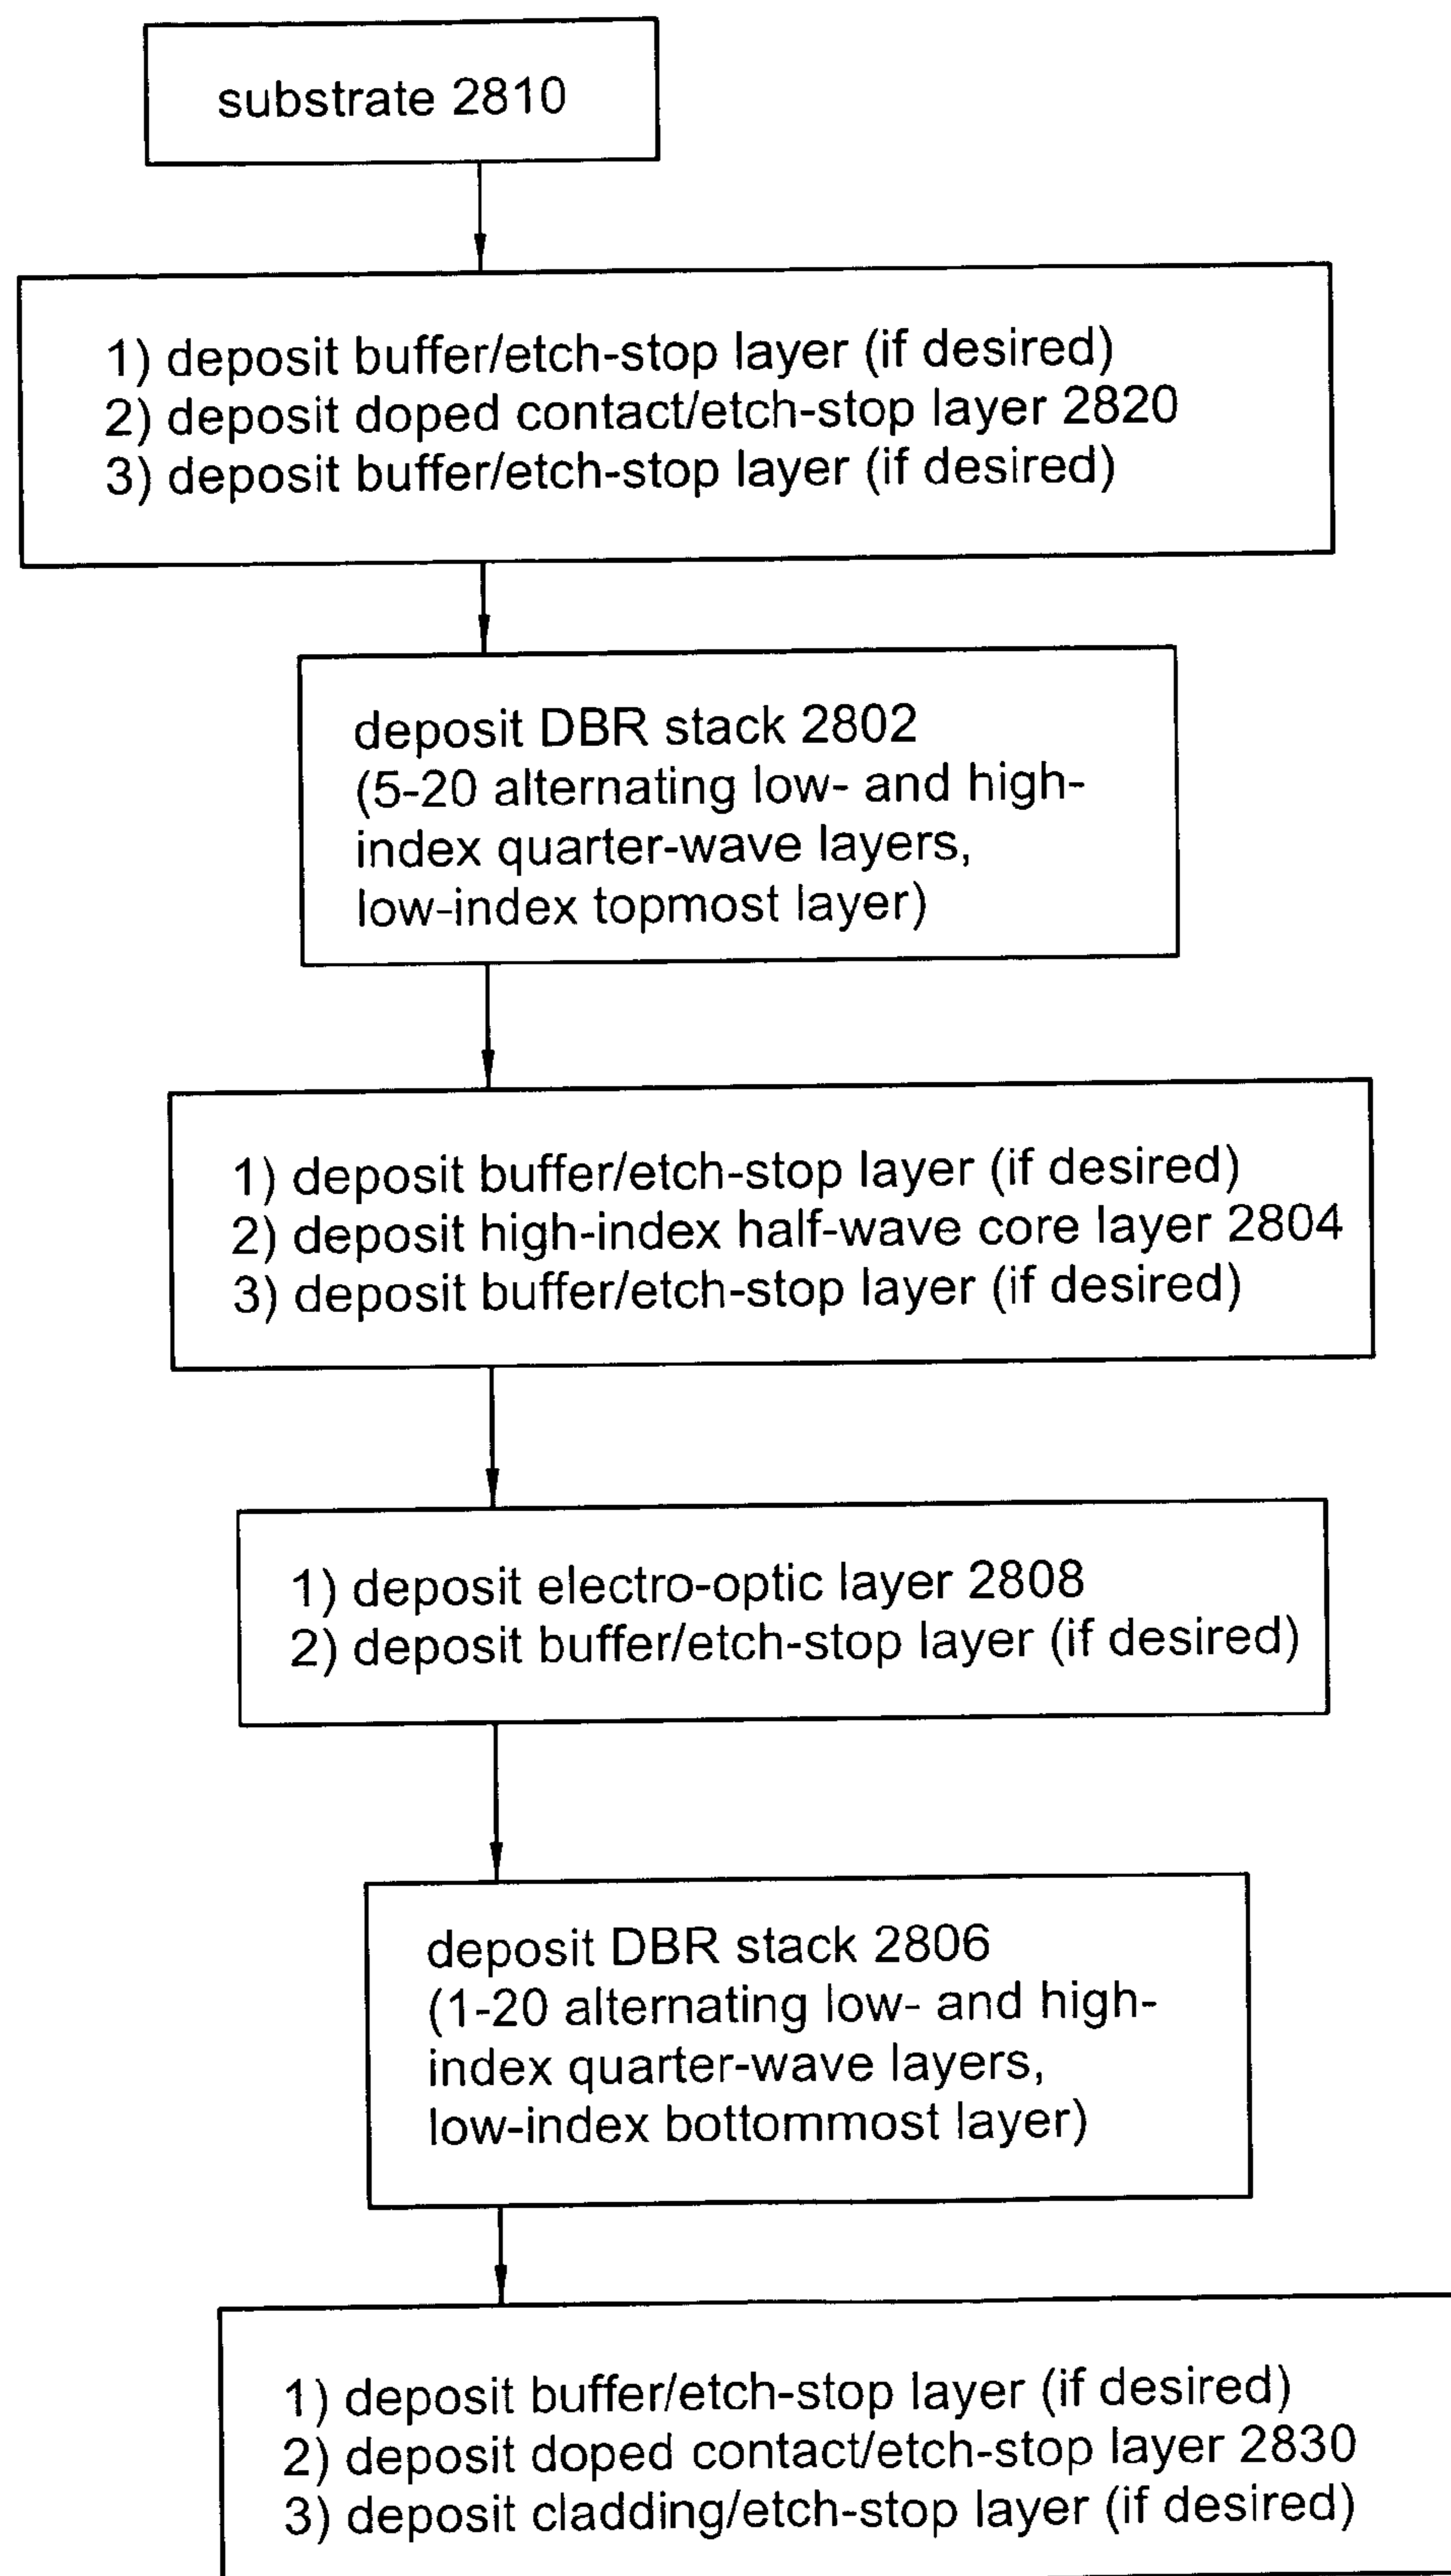 substrate 2810
1) deposit buffer/etch-stop layer (if desired)
2) deposit doped contact/etch-stop layer 2820
3) deposit buffer/etch-stop layer (if desired)
deposit DBR stack 2802
(5-20 alternating low- and high-
index quarter-wave layers,
low-index topmost layer)
1) deposit buffer/etch-stop layer (if desired)
2) deposit high-index half-wave core layer 2804
3) deposit buffer/etch-stop layer (if desired)
1) deposit electro-optic layer 2808
2) deposit buffer/etch-stop layer (if desired)
deposit DBR stack 2806
(1-20 alternating low- and high-
index quarter-wave layers,
low-index bottommost layer)
1) deposit buffer/etch-stop layer (if desired)
2) deposit doped contact/etch-stop layer 2830
3) deposit cladding/etch-stop layer (if desired)